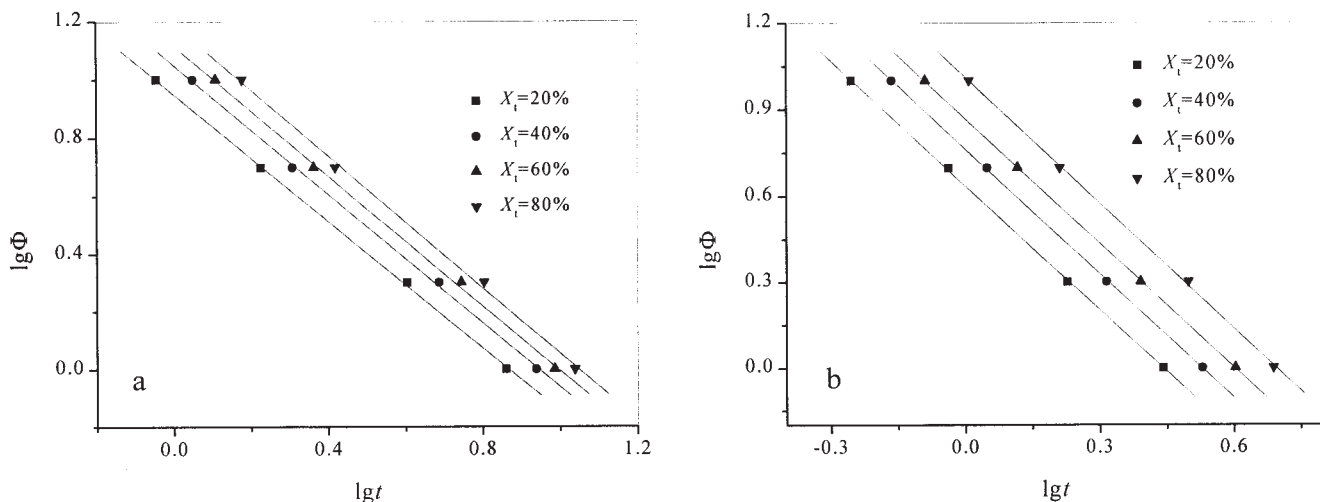 1.2
0.8
0.4
0.0
lgΦ
X_t=20%
X_t=40%
X_t=60%
X_t=80%
a
0.0 0.4 0.8 1.2
lgt
1.2
0.9
0.6
0.3
0.0
lgΦ
X_t=20%
X_t=40%
X_t=60%
X_t=80%
b
-0.3 0.0 0.3 0.6
lgt